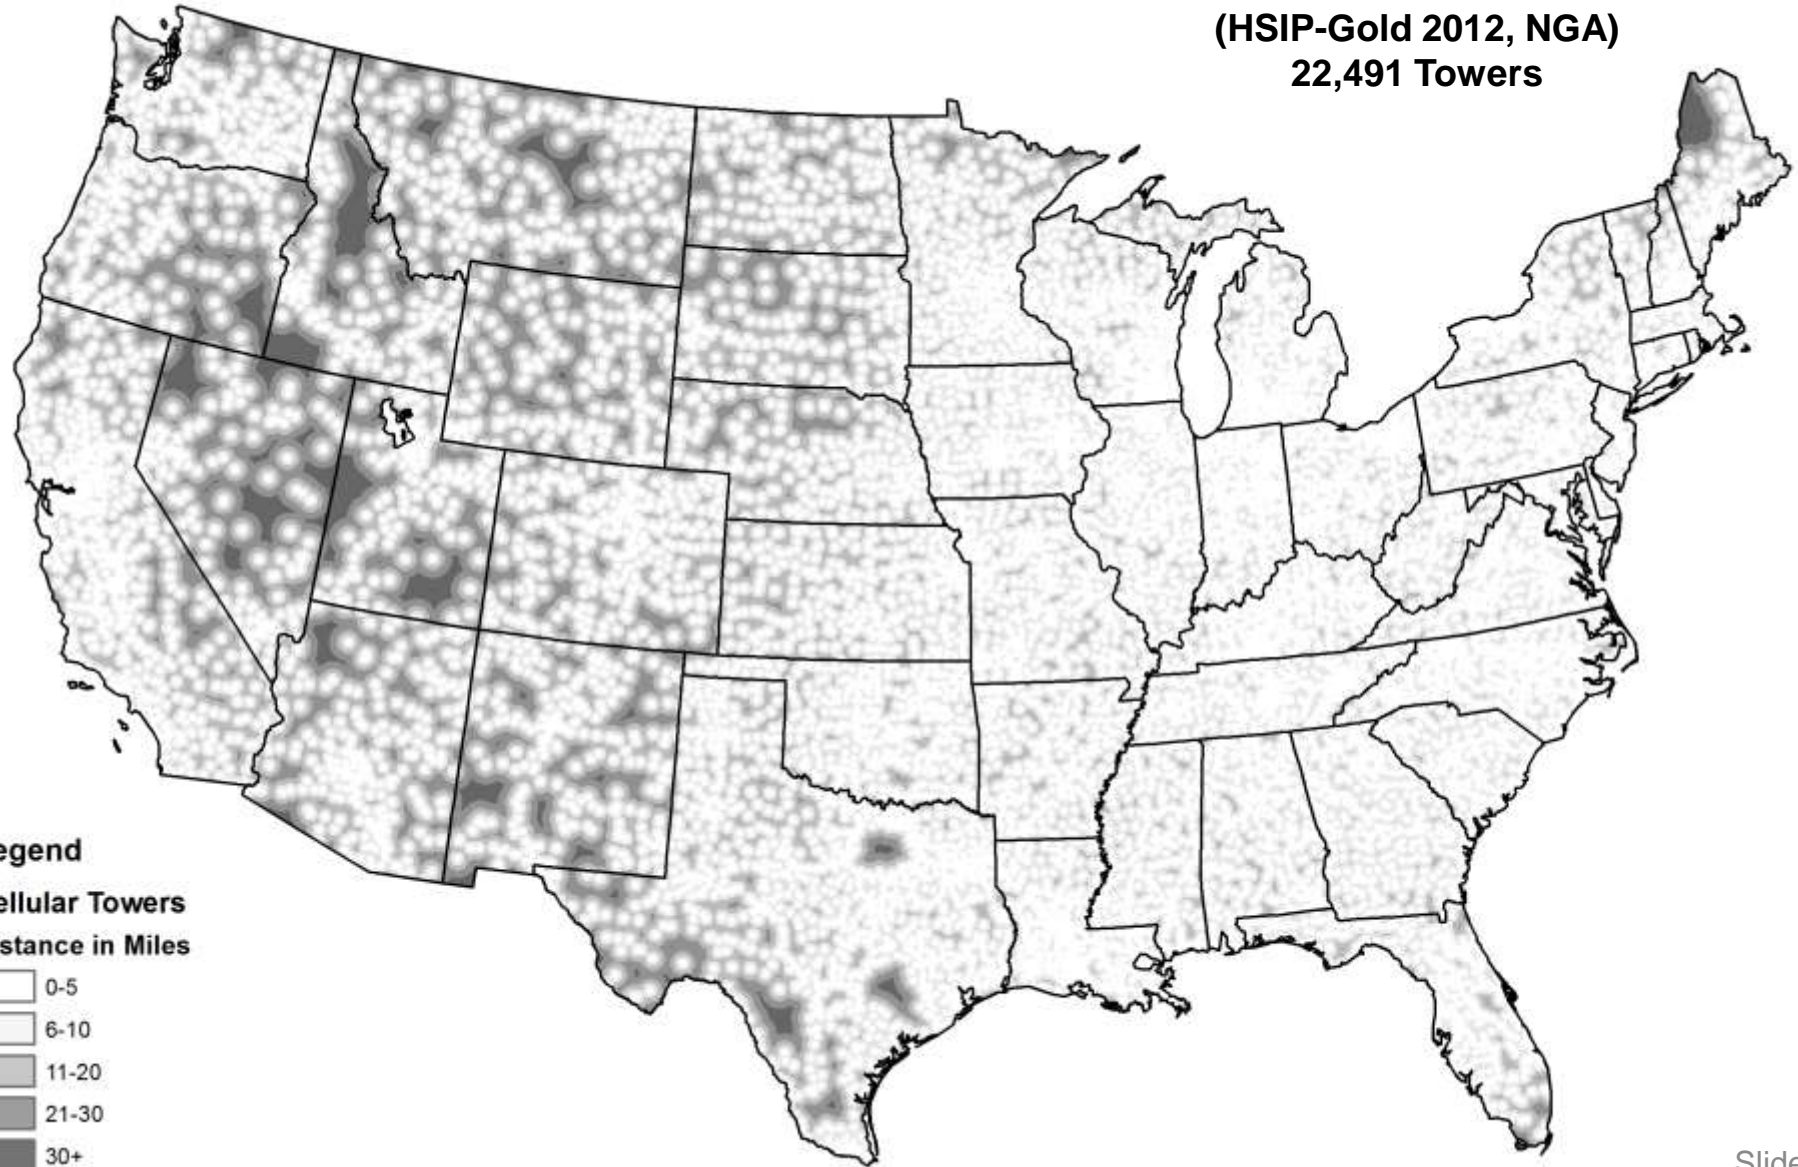 (HSIP-Gold 2012, NGA)
22,491 Towers
egend
ellular Towers
stance in Miles
0-5
6-10
11-20
21-30
30+
Slide